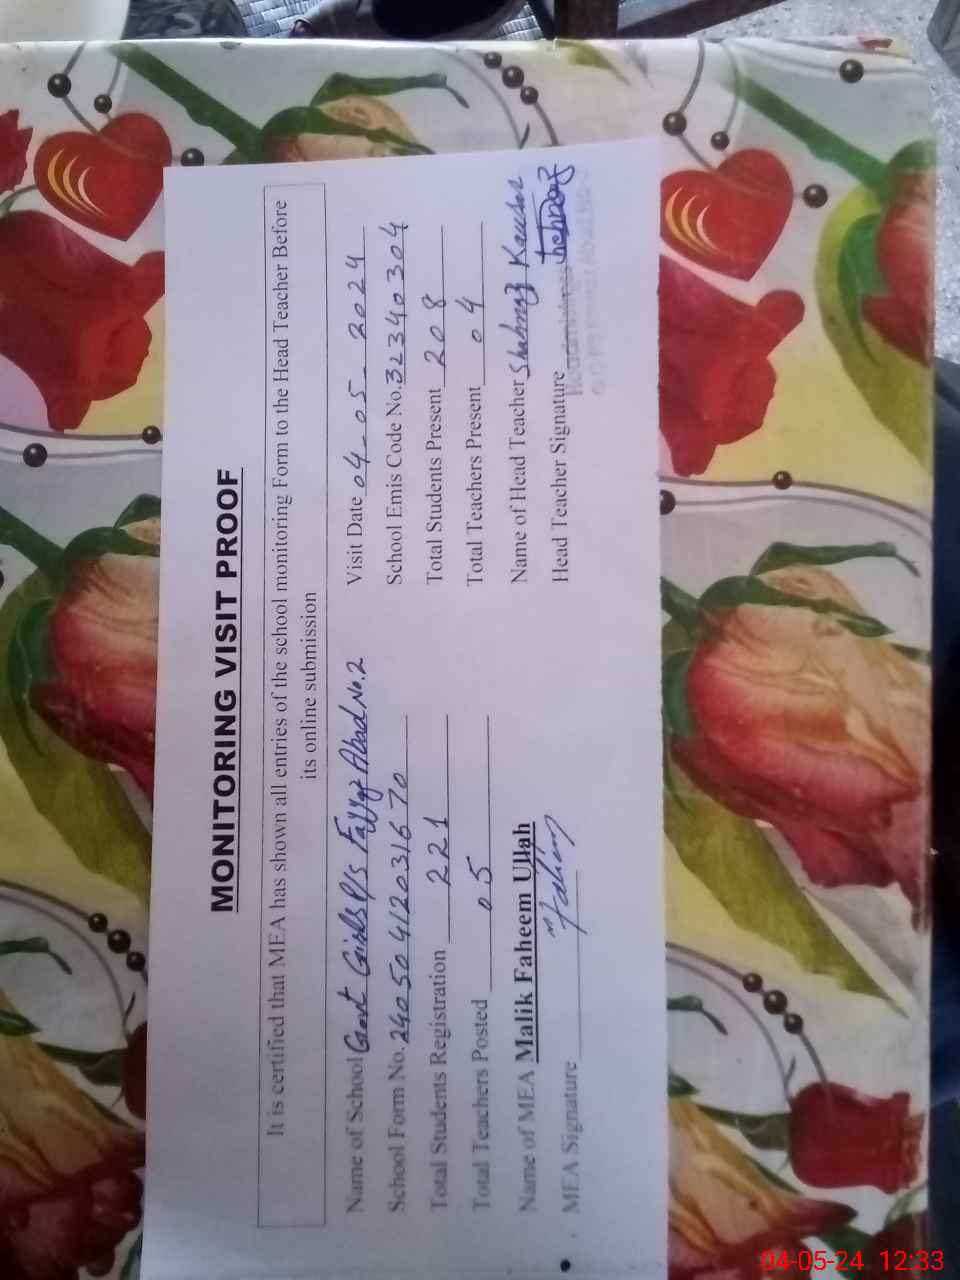 MONITORING VISIT PROOF
It is certified that MEA has shown all entries of the school monitoring Form to the Head Teacher Before
its online submission
Name of School Govt Girls P/s Fayyaz Abad No.2 Visit Date 04-05-2024
School Form No. 240504120331670 School Emis Code No. 32340304
Total Students Registration 221 Total Students Present 208
Total Teachers Posted 05 Total Teachers Present 04
Name of MEA Malik Faheem Ullah Name of Head Teacher Shahnaz Kausar
MEA Signature Head Teacher Signature
04-05-24 12:33